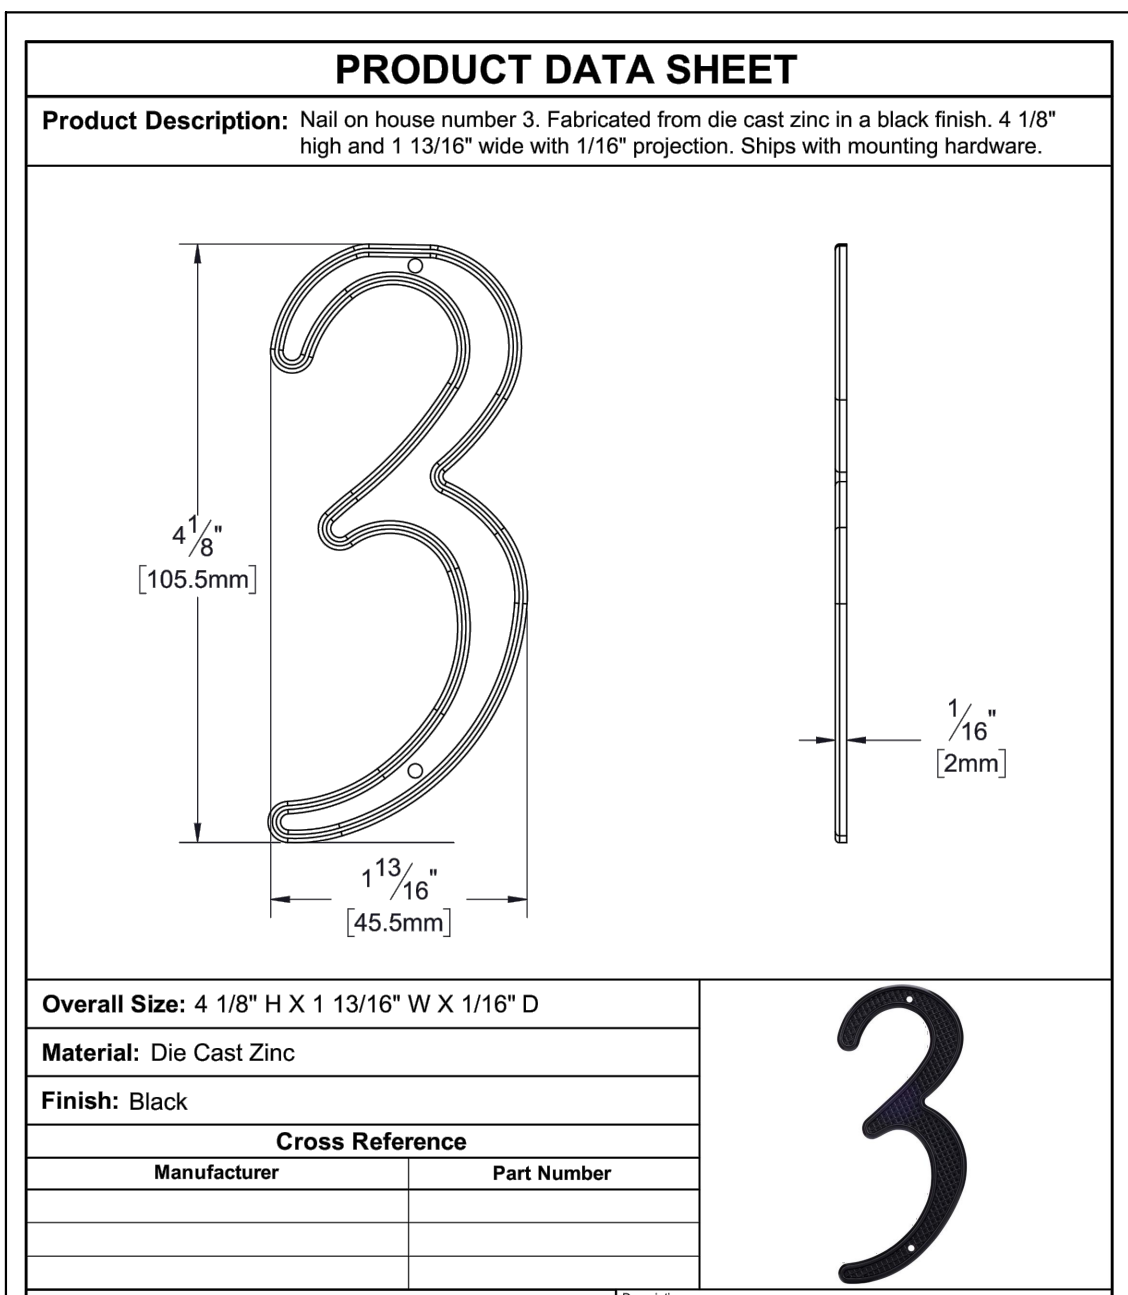 PRODUCT DATA SHEET
Product Description: Nail on house number 3. Fabricated from die cast zinc in a black finish. 4 1/8"
high and 1 13/16" wide with 1/16" projection. Ships with mounting hardware.
4 1/8"
[105.5mm]
1/16"
[2mm]
1 13/16"
[45.5mm]
Overall Size: 4 1/8" H X 1 13/16" W X 1/16" D
Material: Die Cast Zinc
Finish: Black
Cross Reference
Manufacturer Part Number